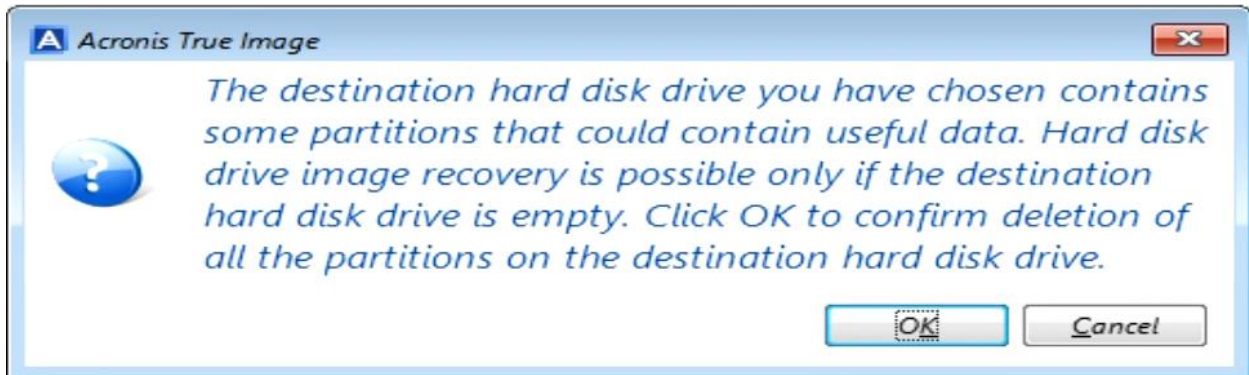 Acronis True Image
The destination hard disk drive you have chosen contains
some partitions that could contain useful data. Hard disk
drive image recovery is possible only if the destination
hard disk drive is empty. Click OK to confirm deletion of
all the partitions on the destination hard disk drive.
OK
Cancel